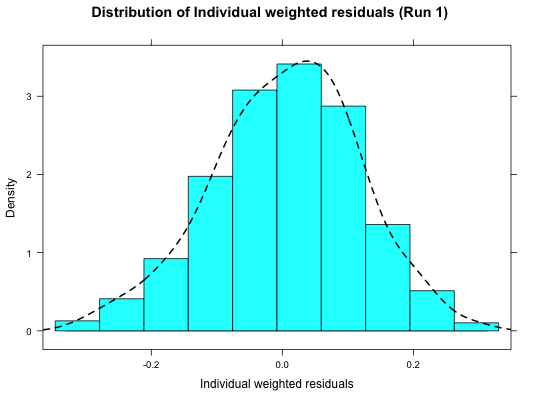 Distribution of Individual weighted residuals (Run 1)
3
2
1
0
Density
-0.2 0.0 0.2
Individual weighted residuals